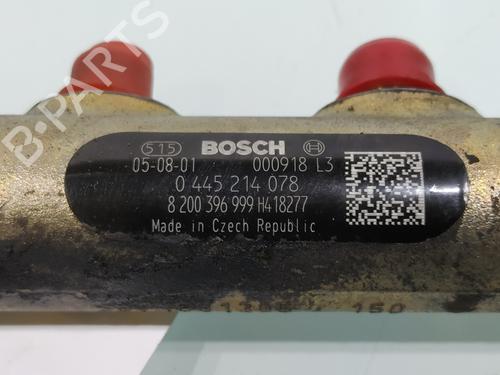 B-PARTS
515 BOSCH
05-08-01 000918 L3
0 445 214 078
8 200 396 999 H418277
Made in Czech Republic
150